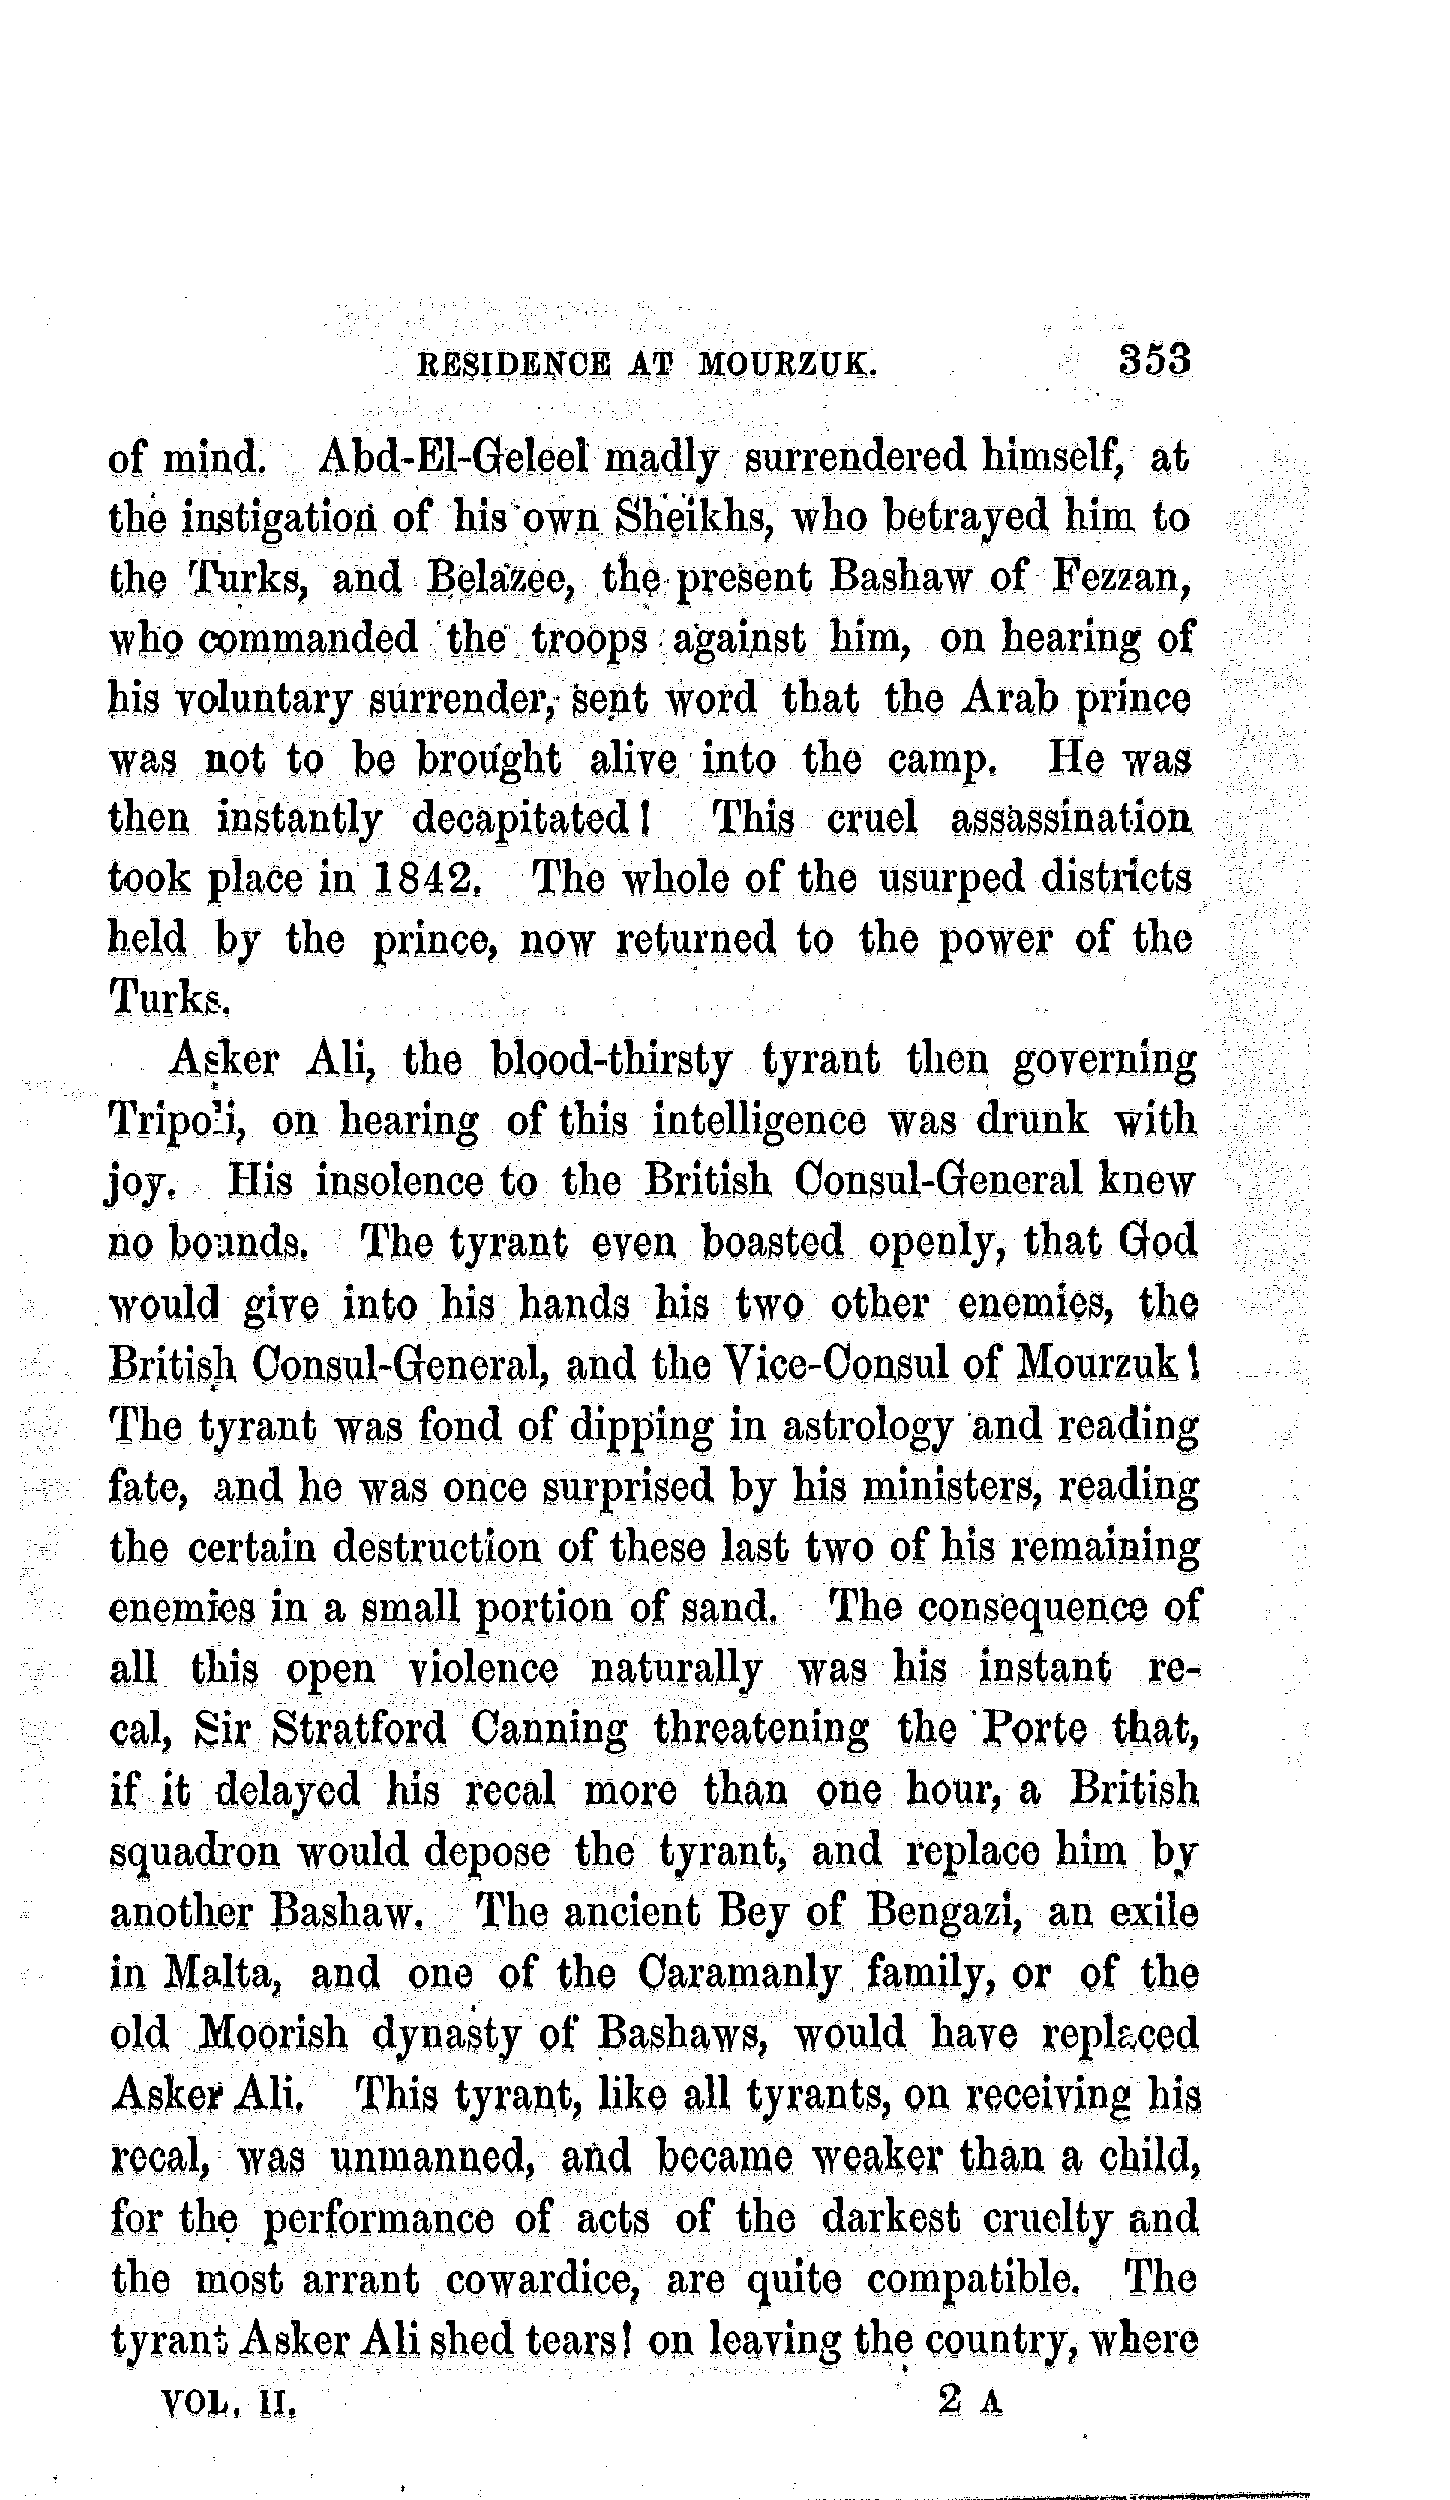 RESIDENCE AT MOURZUK. 353
of mind. Abd-El-Geleel madly surrendered himself, at
the instigation of his own Sheikhs, who betrayed him to
the Turks, and Belazee, the present Bashaw of Fezzan,
who commanded the troops against him, on hearing of
his voluntary surrender, sent word that the Arab prince
was not to be brought alive into the camp. He was
then instantly decapitated! This cruel assassination
took place in 1842. The whole of the usurped districts
held by the prince, now returned to the power of the
Turks.
Asker Ali, the blood-thirsty tyrant then governing
Tripoli, on hearing of this intelligence was drunk with
joy. His insolence to the British Consul-General knew
no bounds. The tyrant even boasted openly, that God
would give into his hands his two other enemies, the
British Consul-General, and the Vice-Consul of Mourzuk!
The tyrant was fond of dipping in astrology and reading
fate, and he was once surprised by his ministers, reading
the certain destruction of these last two of his remaining
enemies in a small portion of sand. The consequence of
all this open violence naturally was his instant re-
cal, Sir Stratford Canning threatening the Porte that,
if it delayed his recal more than one hour, a British
squadron would depose the tyrant, and replace him by
another Bashaw. The ancient Bey of Bengazi, an exile
in Malta, and one of the Caramanly family, or of the
old Moorish dynasty of Bashaws, would have replaced
Asker Ali. This tyrant, like all tyrants, on receiving his
recal, was unmanned, and became weaker than a child,
for the performance of acts of the darkest cruelty and
the most arrant cowardice, are quite compatible. The
tyrant Asker Ali shed tears! on leaving the country, where
VOL. II. 2 A